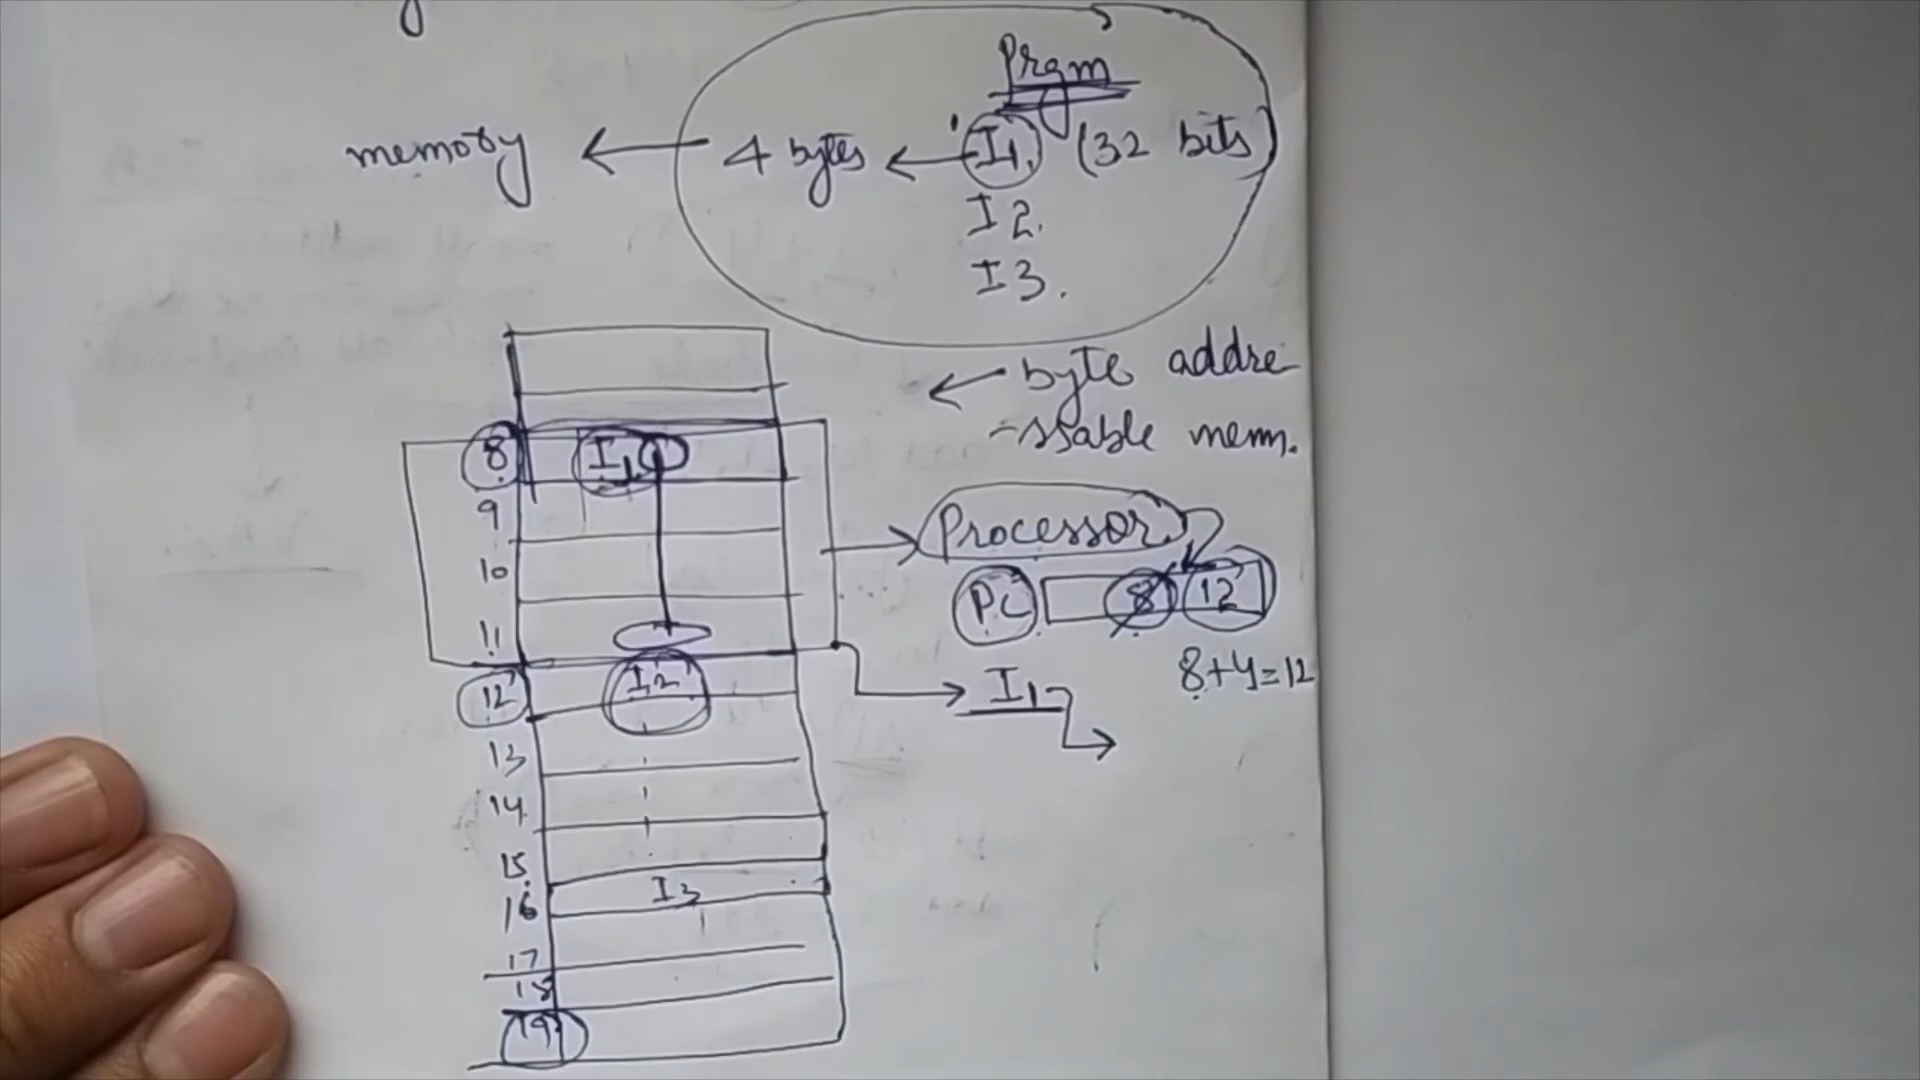 Prgm
memory ← 4 bytes ← I1. (32 bits)
I2.
I3.
← byte addre
-ssable mem.
8 I1
9
10
11
12 I2
13
14
15
16 I3
17
18
19
Processor
PC 8 12
8+4=12
I1